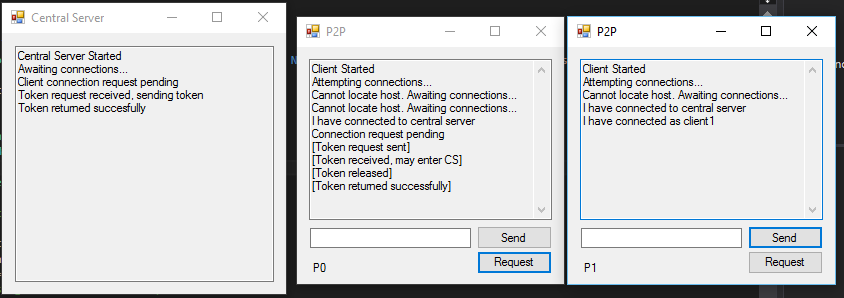 Central Server
Central Server Started
Awaiting connections...
Client connection request pending
Token request received, sending token
Token returned succesfully
P2P
Client Started
Attempting connections...
Cannot locate host. Awaiting connections...
Cannot locate host. Awaiting connections...
I have connected to central server
Connection request pending
[Token request sent]
[Token received, may enter CS]
[Token released]
[Token returned successfully]
Send
P0
Request
P2P
Client Started
Attempting connections...
Cannot locate host. Awaiting connections...
I have connected to central server
I have connected as client1
Send
P1
Request